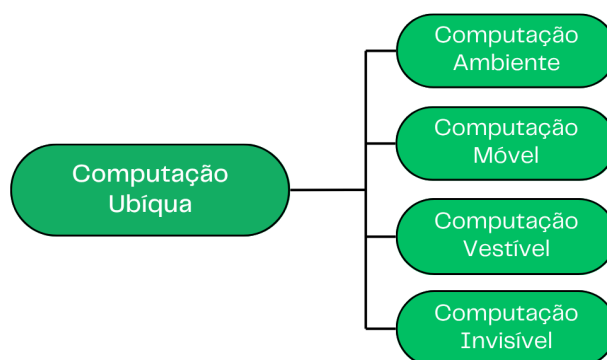 Computação
Ubíqua
Computação
Ambiente
Computação
Móvel
Computação
Vestível
Computação
Invisível